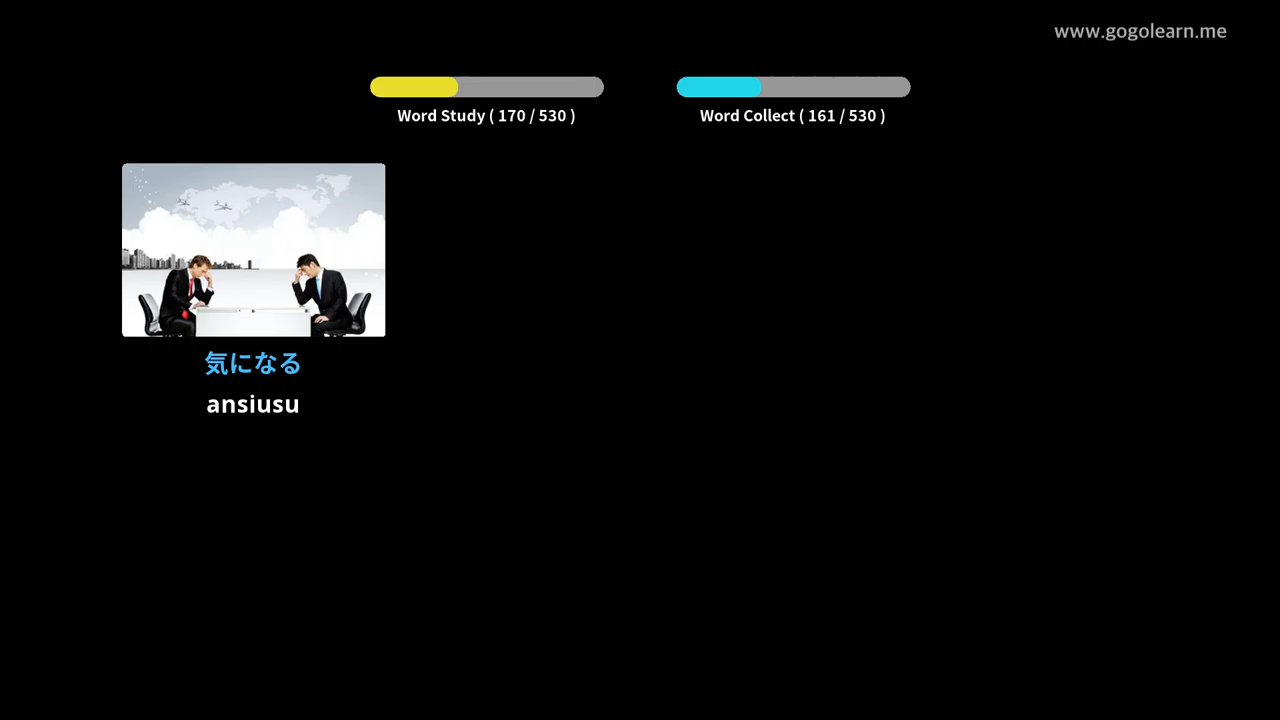 www.gogolearn.me
Word Study ( 170 / 530 )
Word Collect ( 161 / 530 )
気になる
ansiusu